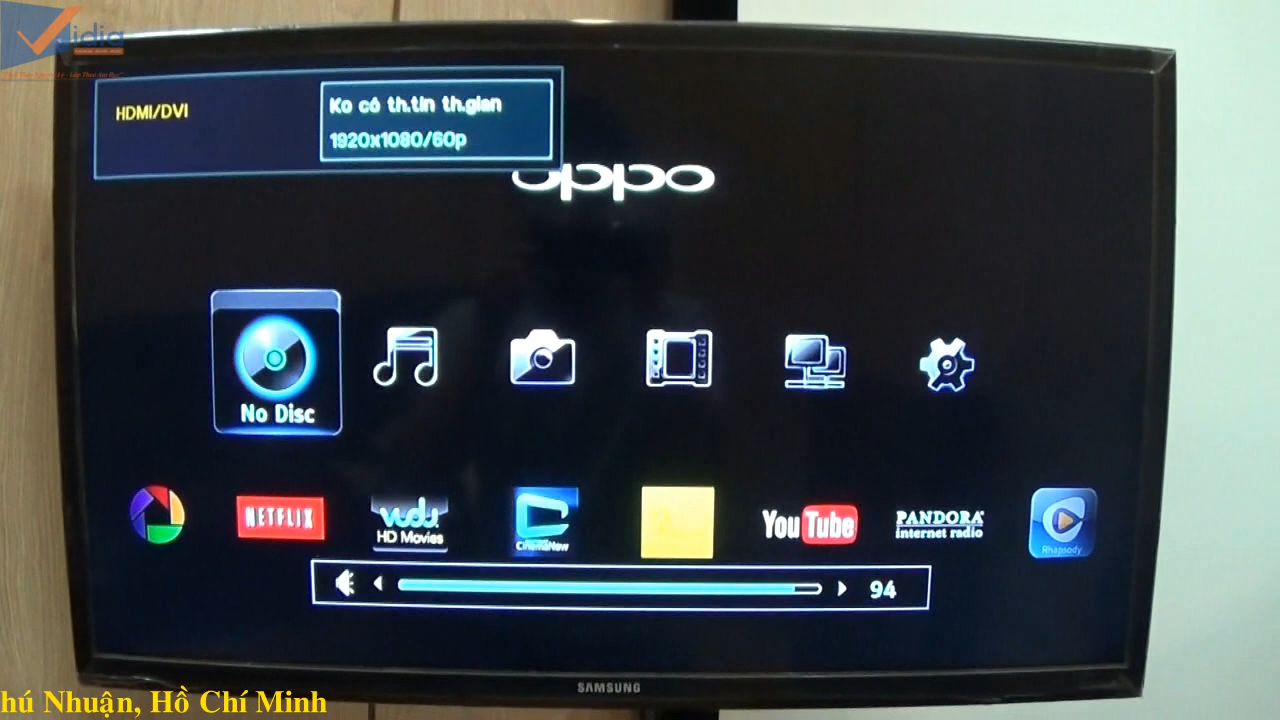 HDMI/DVI
Ko có th.tin th.gian
1920x1080/60p
oppo
No Disc
NETFLIX
vudu
HD Movies
CinemaNow
YouTube
PANDORA
internet radio
Rhapsody
94
SAMSUNG
hú Nhuận, Hồ Chí Minh